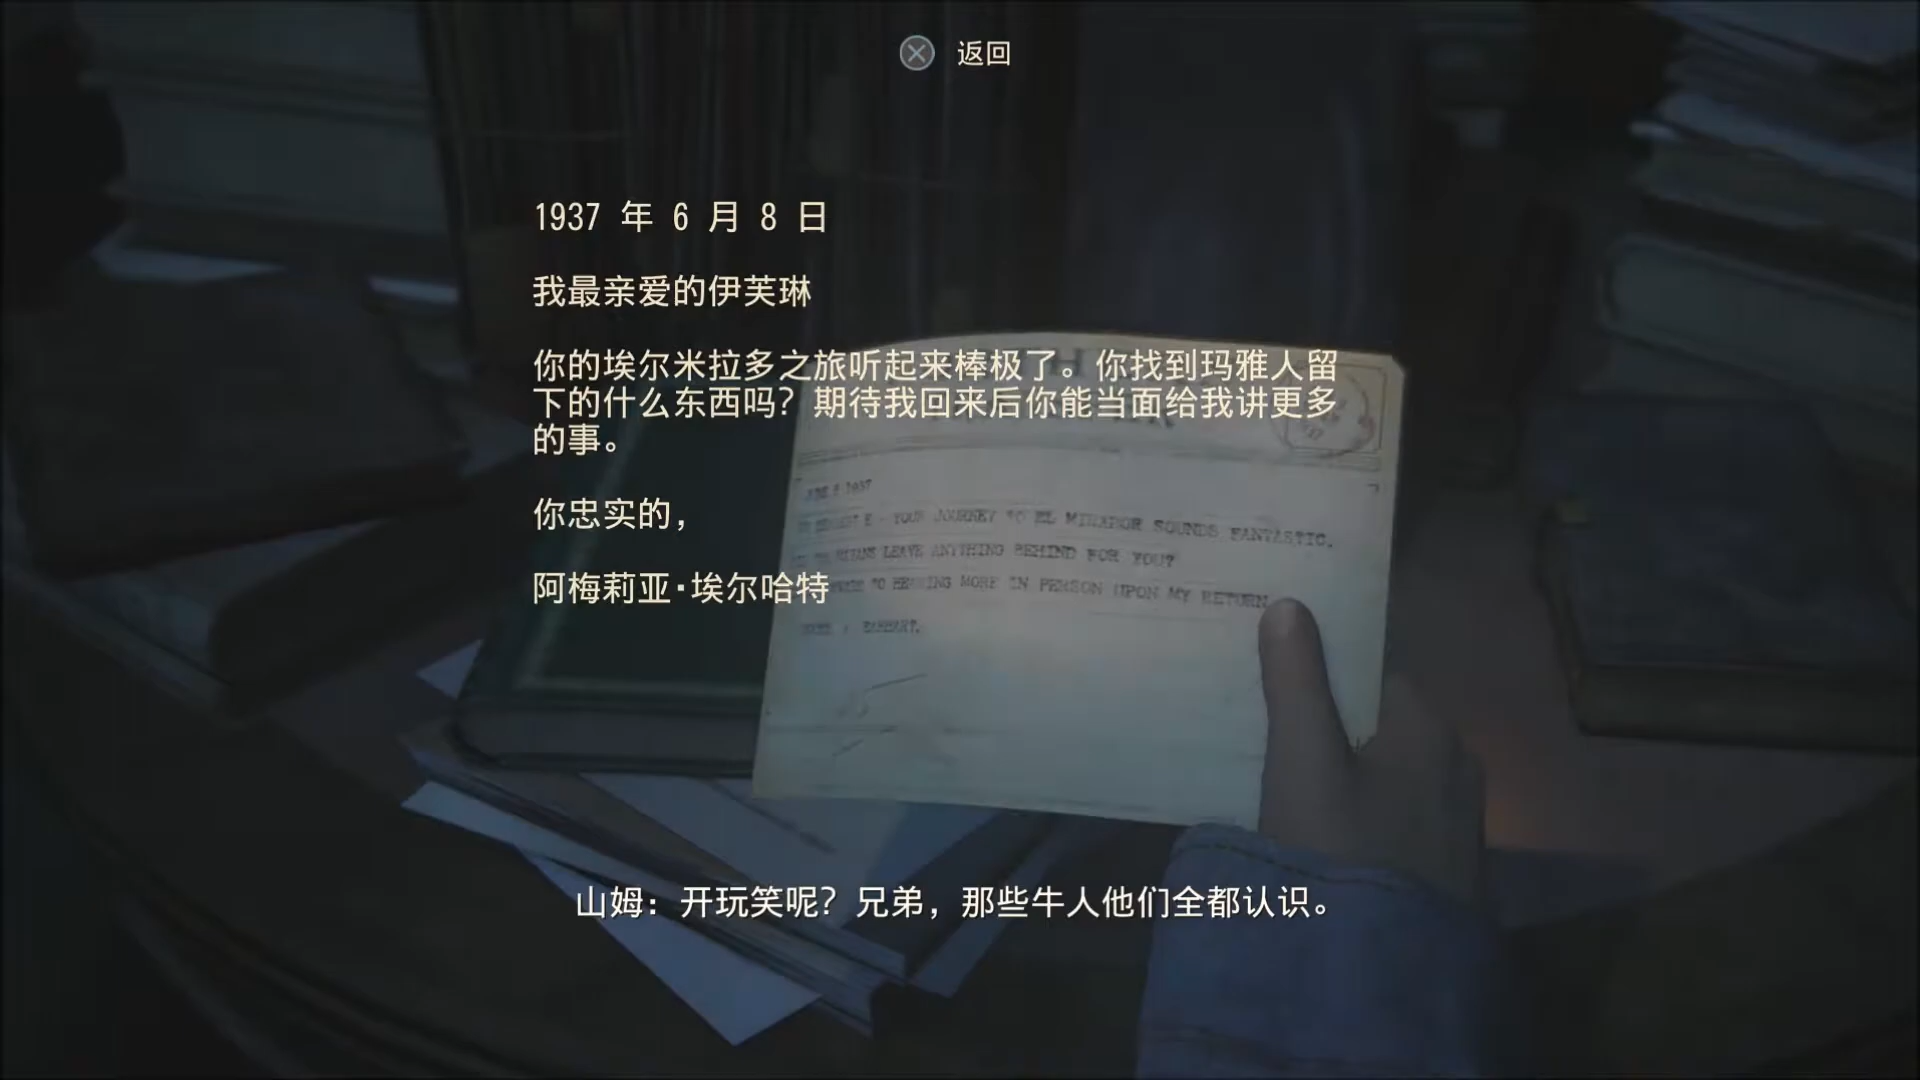 返回
1937 年 6 月 8 日
我最亲爱的伊芙琳
你的埃尔米拉多之旅听起来棒极了。你找到玛雅人留
下的什么东西吗？期待我回来后你能当面给我讲更多
的事。
你忠实的，
阿梅莉亚·埃尔哈特
1937
YOUR JOURNEY TO EL MIRADOR SOUNDS FANTASTIC.
LEAVE ANYTHING BEHIND FOR YOU?
TO HEARING MORE IN PERSON UPON MY RETURN
EARHART.
山姆：开玩笑呢？兄弟，那些牛人他们全都认识。